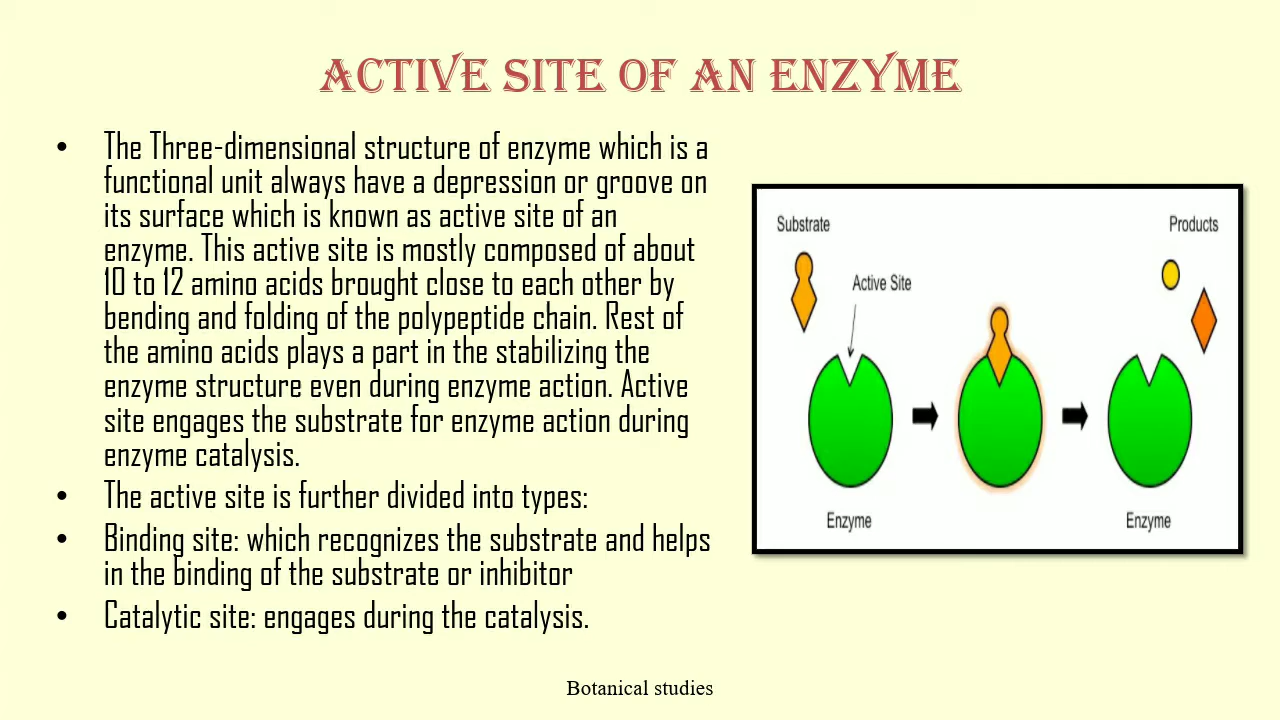 ACTIVE SITE OF AN ENZYME
• The Three-dimensional structure of enzyme which is a
functional unit always have a depression or groove on
its surface which is known as active site of an
enzyme. This active site is mostly composed of about
10 to 12 amino acids brought close to each other by
bending and folding of the polypeptide chain. Rest of
the amino acids plays a part in the stabilizing the
enzyme structure even during enzyme action. Active
site engages the substrate for enzyme action during
enzyme catalysis.
• The active site is further divided into types:
• Binding site: which recognizes the substrate and helps
in the binding of the substrate or inhibitor
• Catalytic site: engages during the catalysis.
Substrate
Products
Active Site
Enzyme
Enzyme
Botanical studies